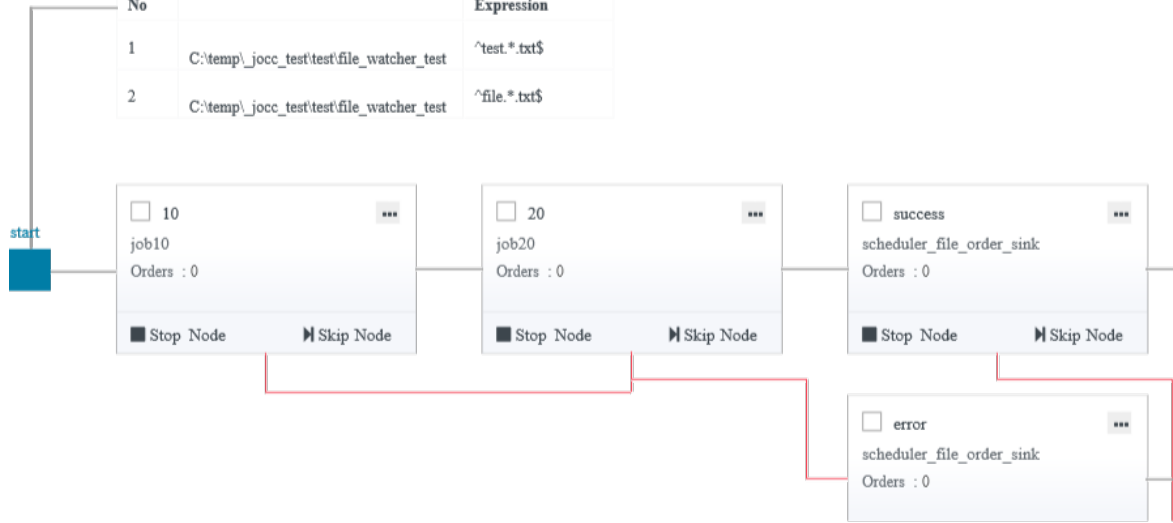 No Expression
1 C:\temp\_jocc_test\test\file_watcher_test ^test.*.txt$
2 C:\temp\_jocc_test\test\file_watcher_test ^file.*.txt$
start
10
job10
Orders : 0
Stop Node Skip Node
20
job20
Orders : 0
Stop Node Skip Node
success
scheduler_file_order_sink
Orders : 0
Stop Node Skip Node
error
scheduler_file_order_sink
Orders : 0